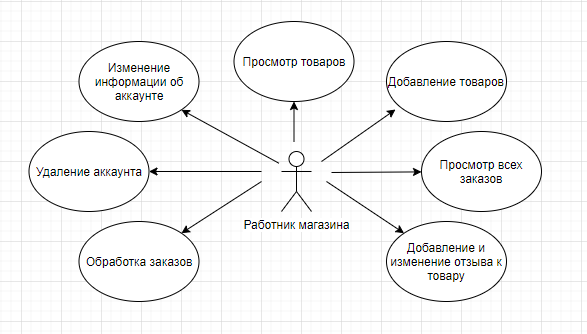 Просмотр товаров
Изменение
информации об
аккаунте
Добавление товаров
Удаление аккаунта
Просмотр всех
заказов
Работник магазина
Обработка заказов
Добавление и
изменение отзыва к
товару